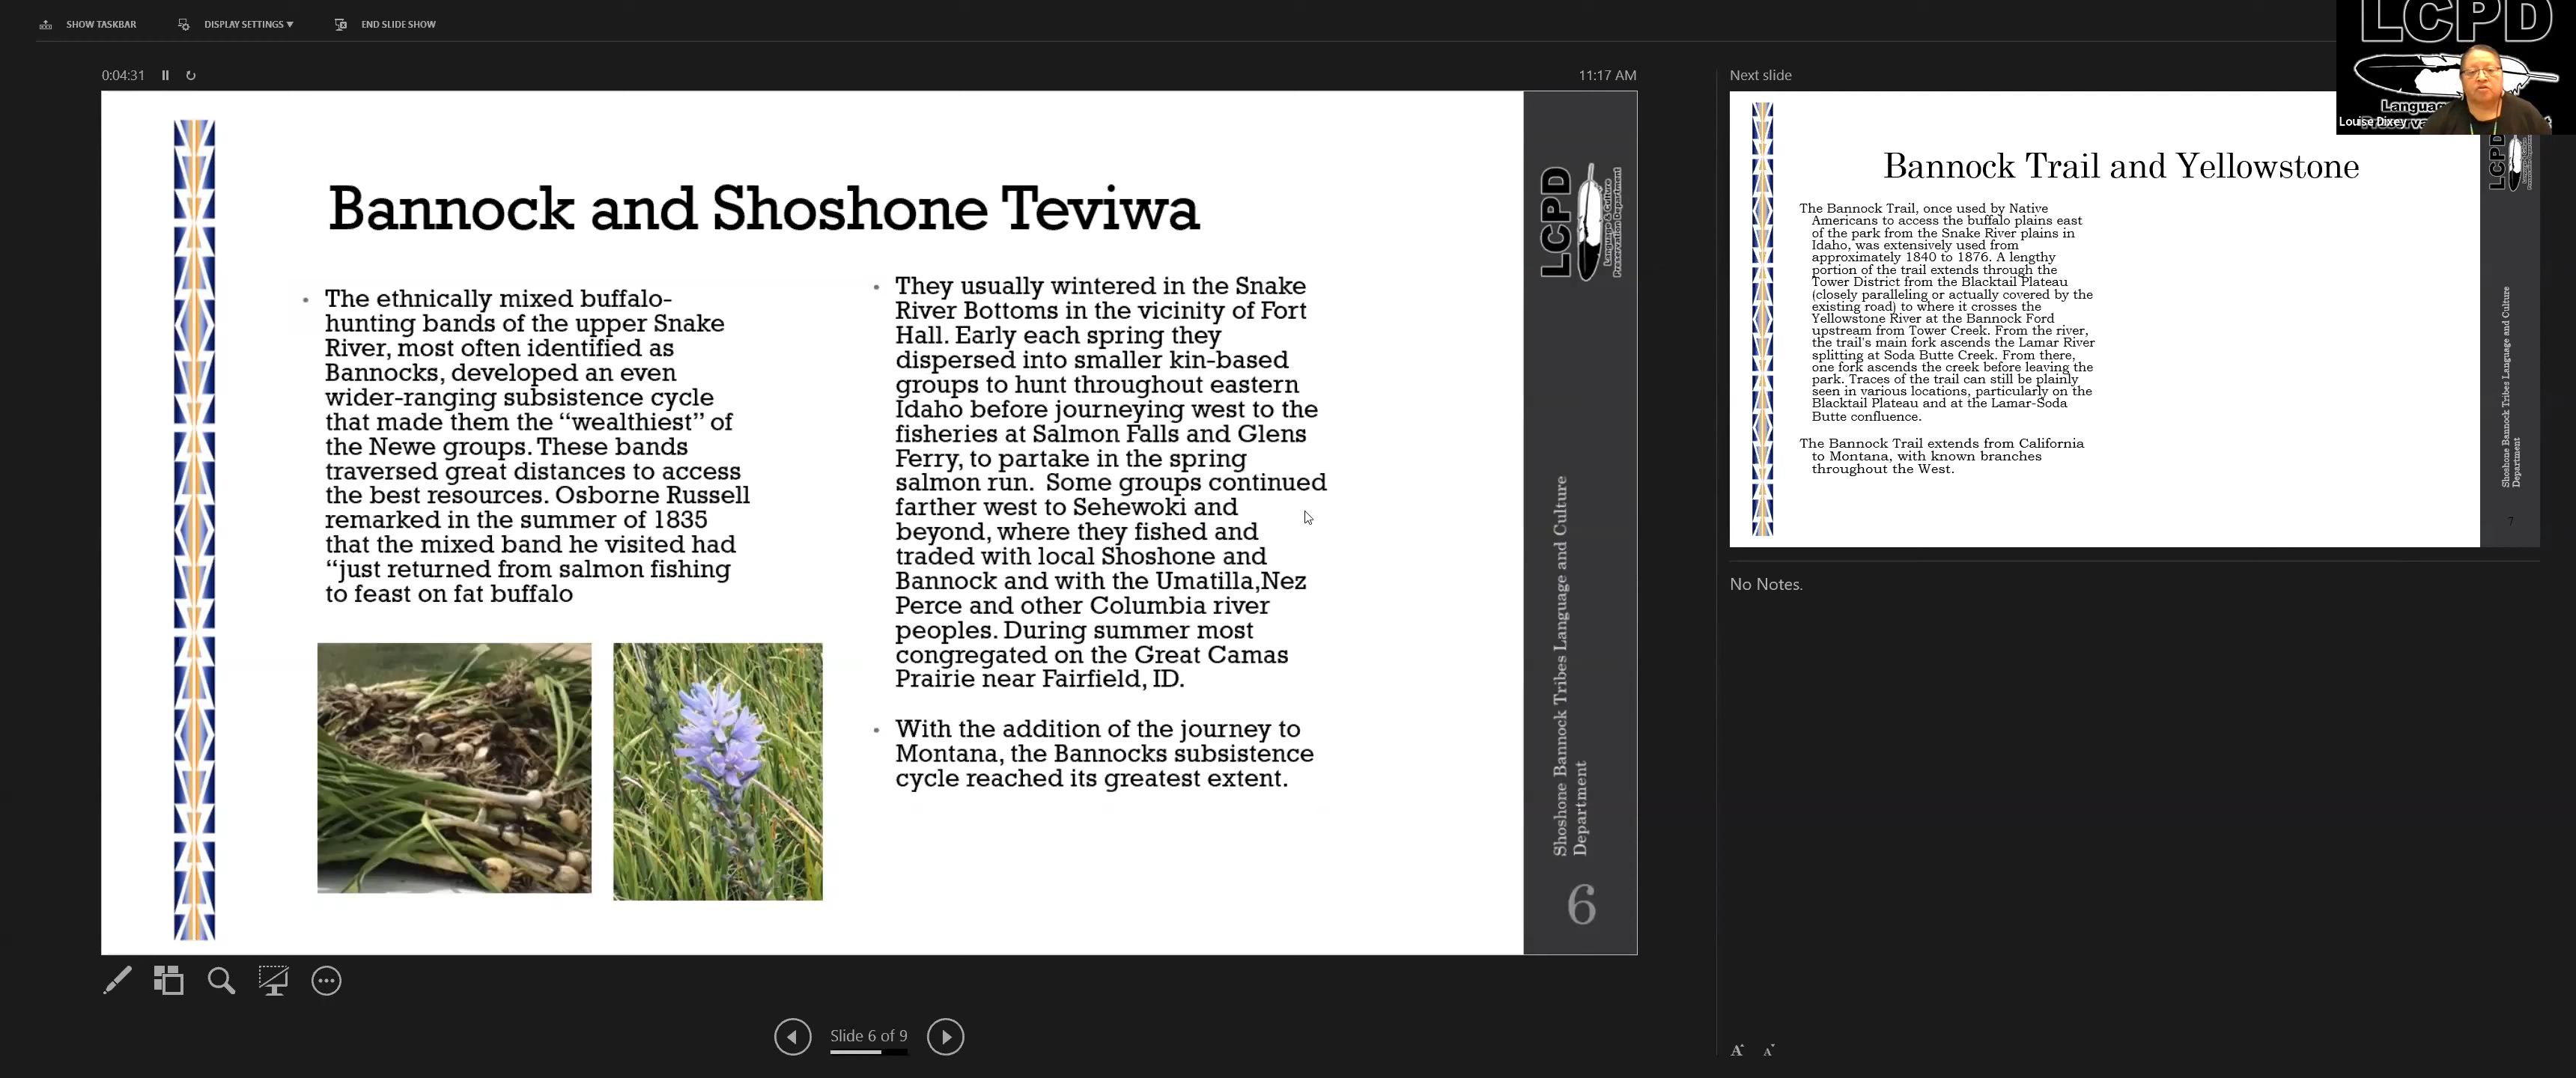 SHOW TASKBAR
DISPLAY SETTINGS
END SLIDE SHOW
0:04:31
11:17 AM
Bannock and Shoshone Teviwa
The ethnically mixed buffalo-
hunting bands of the upper Snake
River, most often identified as
Bannocks, developed an even
wider-ranging subsistence cycle
that made them the “wealthiest” of
the Newe groups. These bands
traversed great distances to access
the best resources. Osborne Russell
remarked in the summer of 1835
that the mixed band he visited had
“just returned from salmon fishing
to feast on fat buffalo
They usually wintered in the Snake
River Bottoms in the vicinity of Fort
Hall. Early each spring they
dispersed into smaller kin-based
groups to hunt throughout eastern
Idaho before journeying west to the
fisheries at Salmon Falls and Glens
Ferry, to partake in the spring
salmon run.  Some groups continued
farther west to Sehewoki and
beyond, where they fished and
traded with local Shoshone and
Bannock and with the Umatilla,Nez
Perce and other Columbia river
peoples. During summer most
congregated on the Great Camas
Prairie near Fairfield, ID.
With the addition of the journey to
Montana, the Bannocks subsistence
cycle reached its greatest extent.
LCPD
Language & Culture
Preservation Department
Shoshone Bannock Tribes Language and Culture
Department
6
Slide 6 of 9
Next slide
Bannock Trail and Yellowstone
The Bannock Trail, once used by Native
Americans to access the buffalo plains east
of the park from the Snake River plains in
Idaho, was extensively used from
approximately 1840 to 1876. A lengthy
portion of the trail extends through the
Tower District from the Blacktail Plateau
(closely paralleling or actually covered by the
existing road) to where it crosses the
Yellowstone River at the Bannock Ford
upstream from Tower Creek. From the river,
the trail's main fork ascends the Lamar River
splitting at Soda Butte Creek. From there,
one fork ascends the creek before leaving the
park. Traces of the trail can still be plainly
seen in various locations, particularly on the
Blacktail Plateau and at the Lamar-Soda
Butte confluence.
The Bannock Trail extends from California
to Montana, with known branches
throughout the West.
LCPD
Shoshone Bannock Tribes Language and Culture
Department
7
No Notes.
A
A
LCPD
Louise Dixey